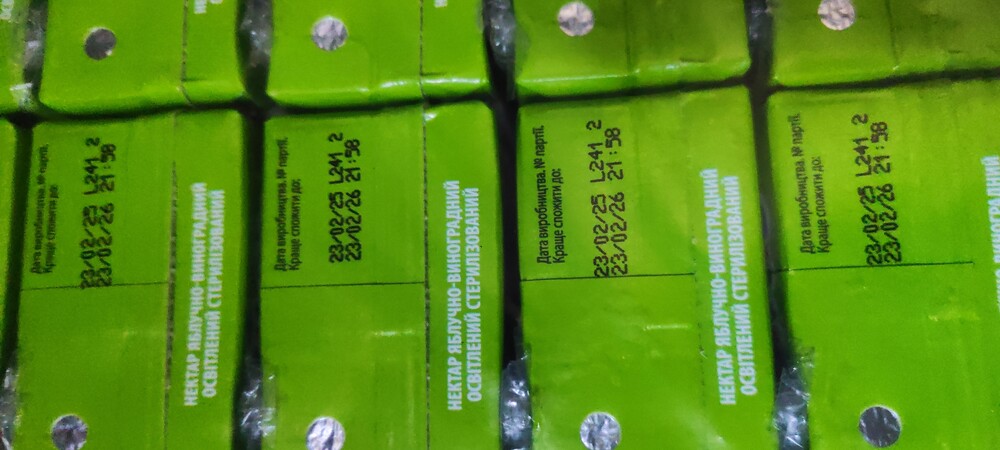 Дата виробництва. № партії.
Краще спожити до:
23/02/25 L241 2
23/02/26 21:58
НЕКТАР ЯБЛУЧНО-ВИНОГРАДНИЙ
ОСВІТЛЕНИЙ СТЕРИЛІЗОВАНИЙ
Дата виробництва. № партії.
Краще спожити до:
23/02/25 L241 2
23/02/26 21:58
НЕКТАР ЯБЛУЧНО-ВИНОГРАДНИЙ
ОСВІТЛЕНИЙ СТЕРИЛІЗОВАНИЙ
Дата виробництва. № партії.
Краще спожити до:
23/02/25 L241 2
23/02/26 21:58
НЕКТАР ЯБЛУЧНО-ВИНОГРАДНИЙ
ОСВІТЛЕНИЙ СТЕРИЛІЗОВАНИЙ
Дата виробництва. № партії.
Краще спожити до:
23/02/25 L241 2
23/02/26 21:58